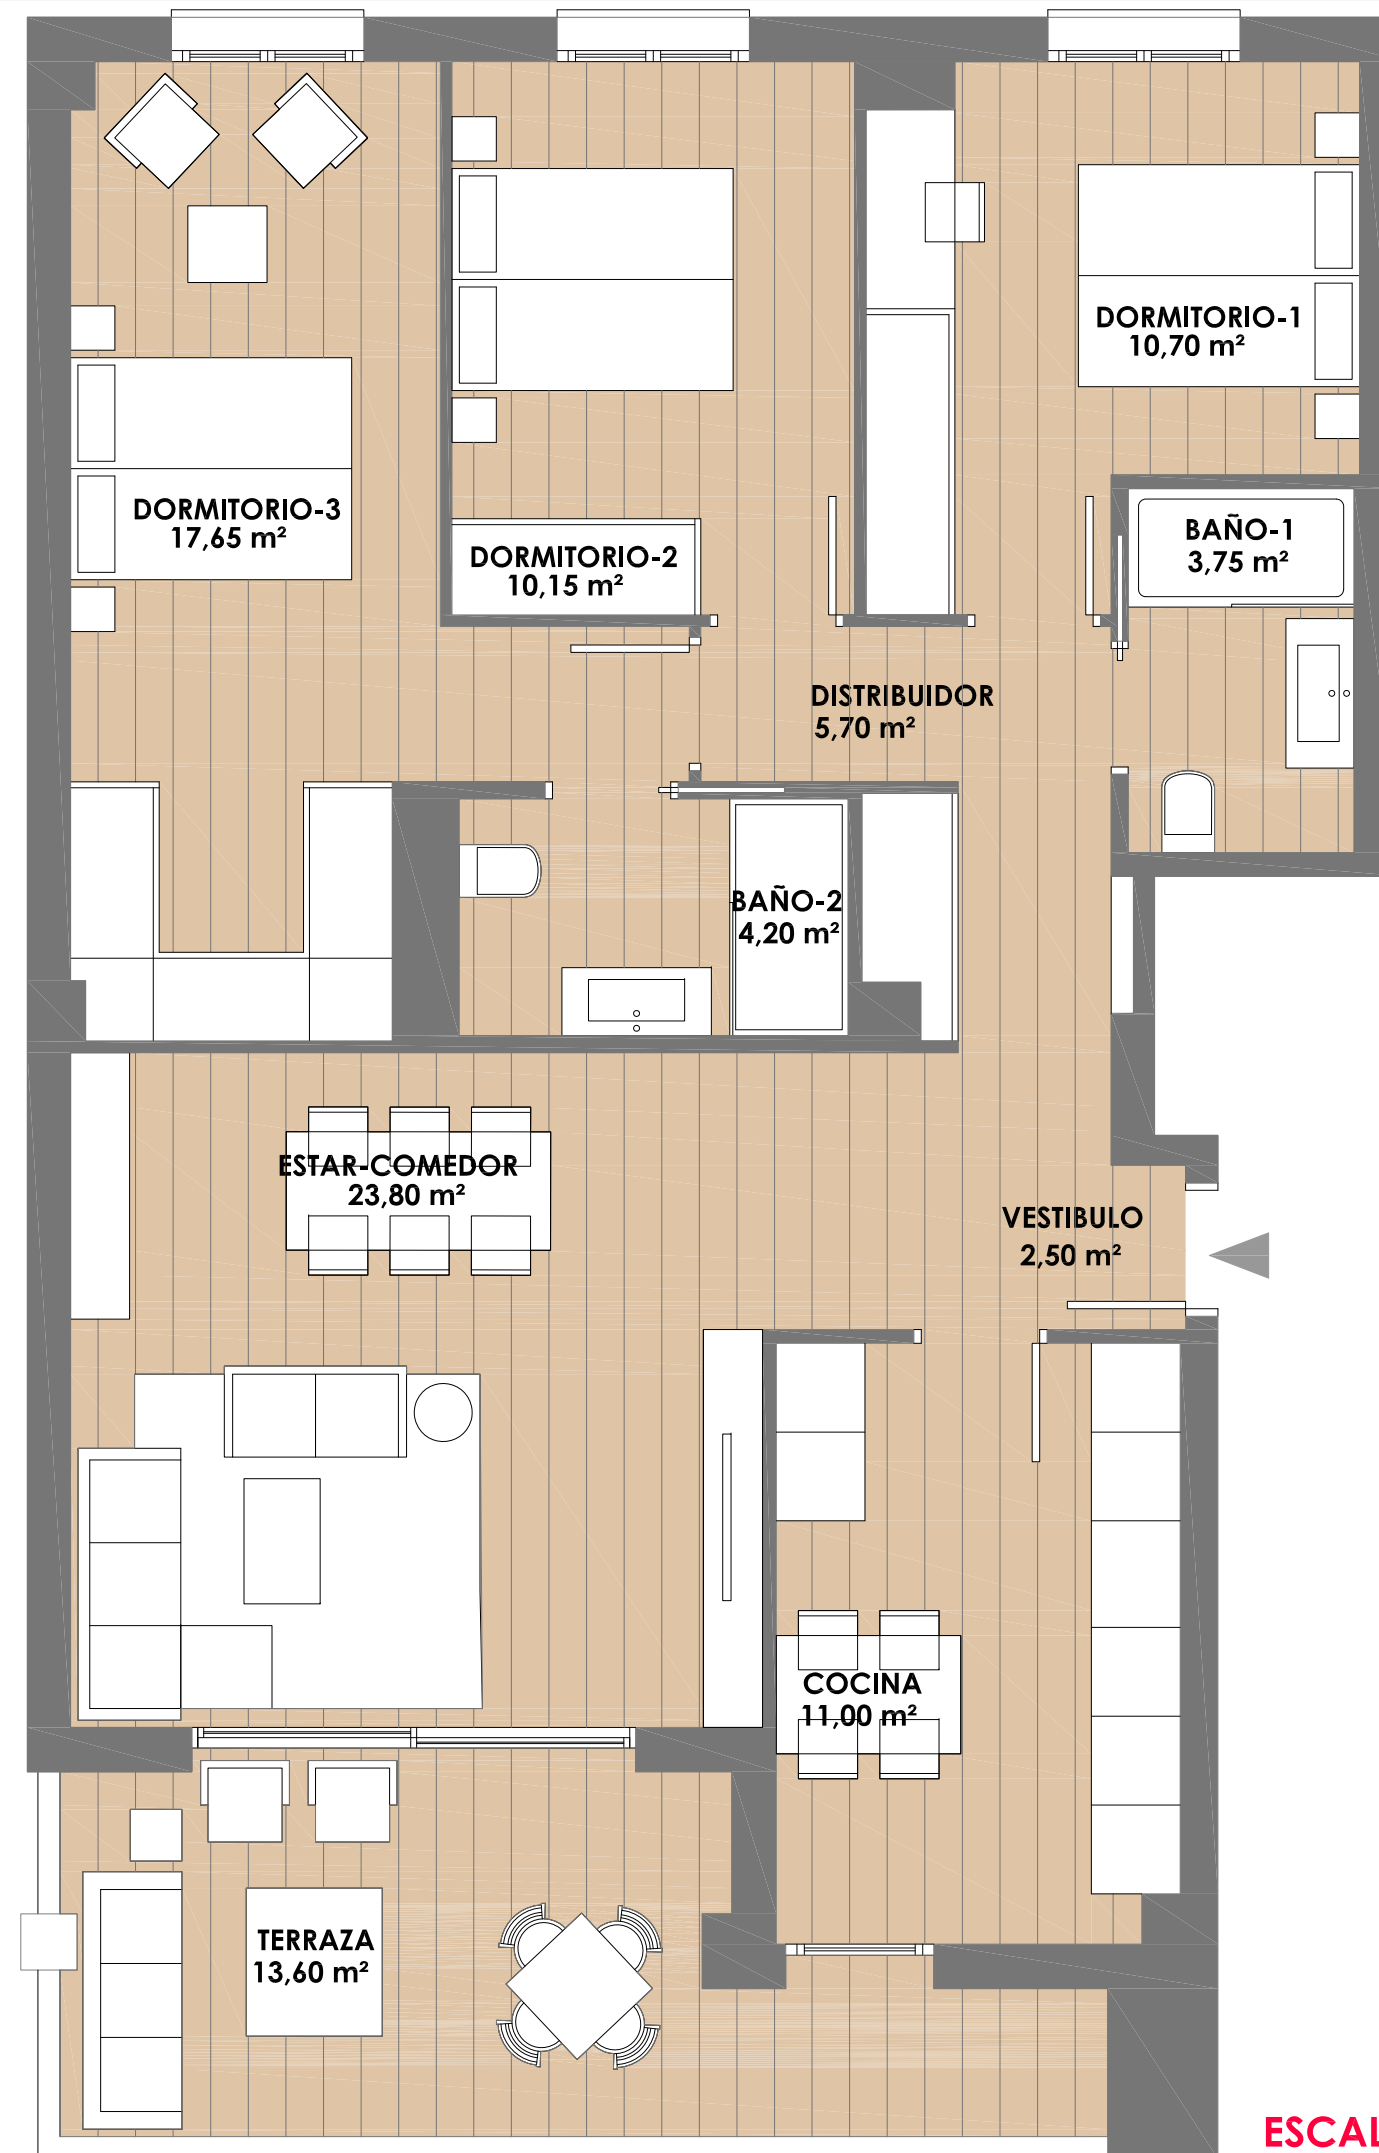 DORMITORIO-1
10,70 m²
DORMITORIO-3
17,65 m²
DORMITORIO-2
10,15 m²
BAÑO-1
3,75 m²
DISTRIBUIDOR
5,70 m²
BAÑO-2
4,20 m²
ESTAR-COMEDOR
23,80 m²
VESTIBULO
2,50 m²
COCINA
11,00 m²
TERRAZA
13,60 m²
ESCAL